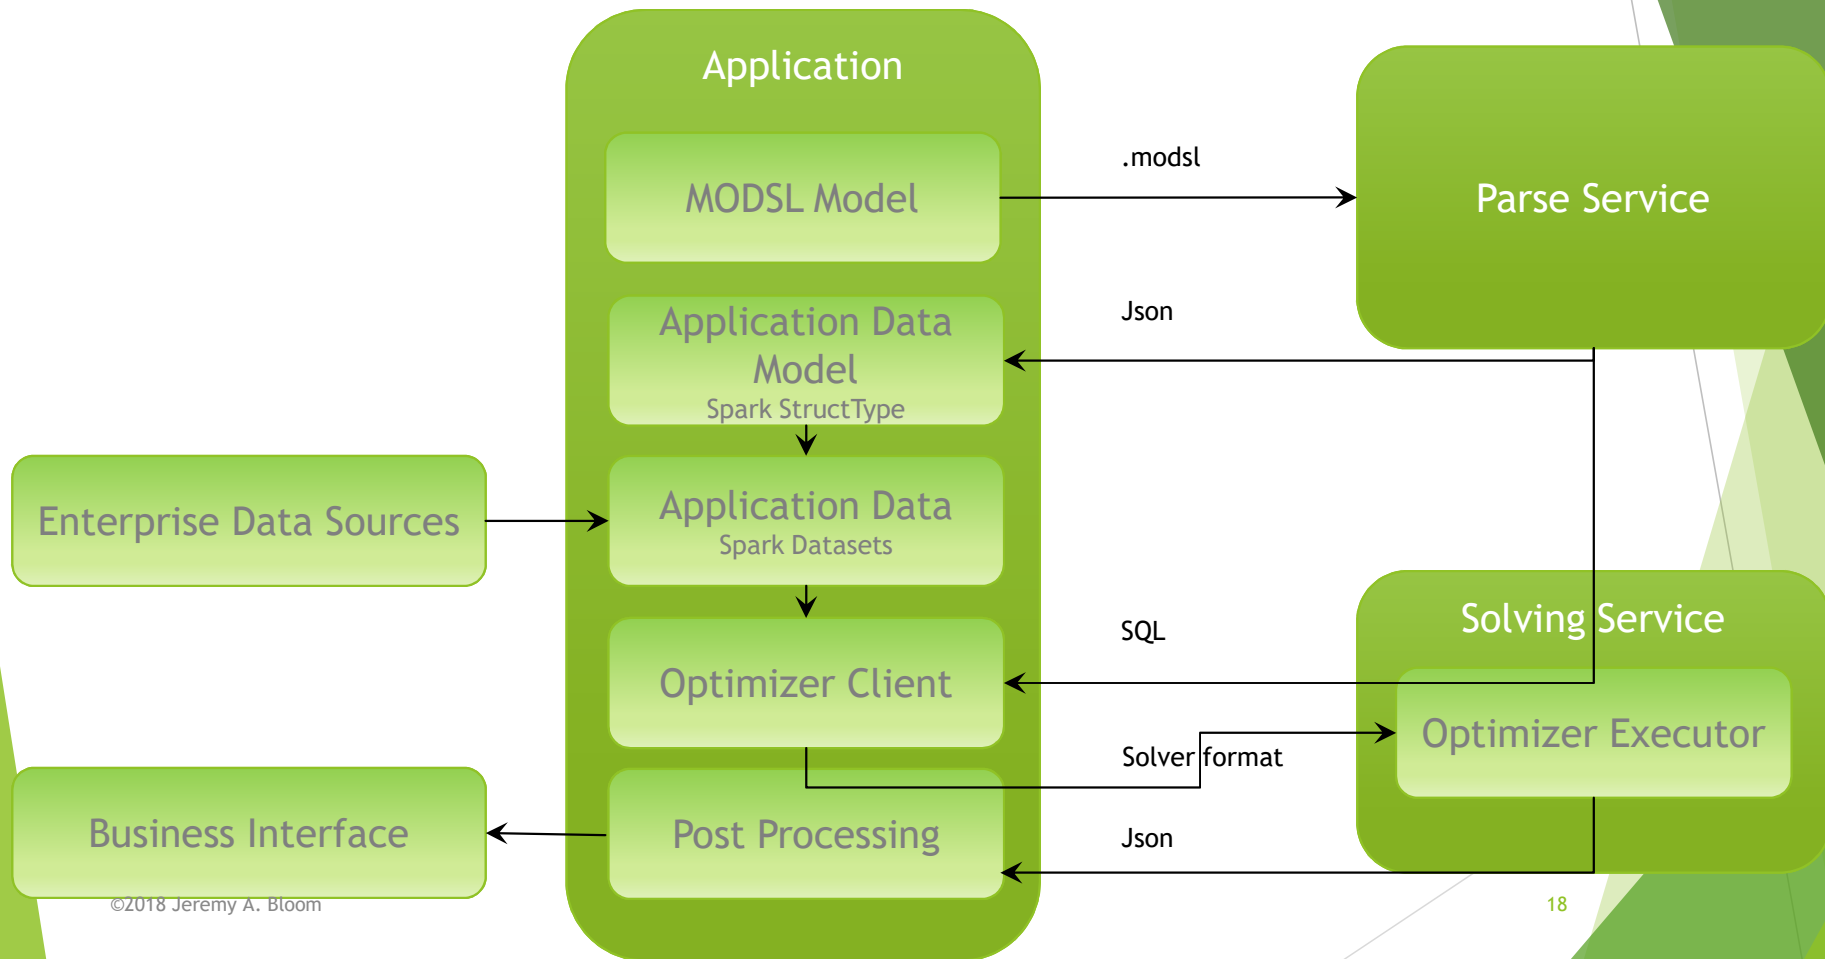 Application
MODSL Model
.modsl
Parse Service
Application Data
Model
Spark StructType
Json
Enterprise Data Sources
Application Data
Spark Datasets
Optimizer Client
SQL
Solving Service
Optimizer Executor
Solver format
Business Interface
Post Processing
Json
©2018 Jeremy A. Bloom
18